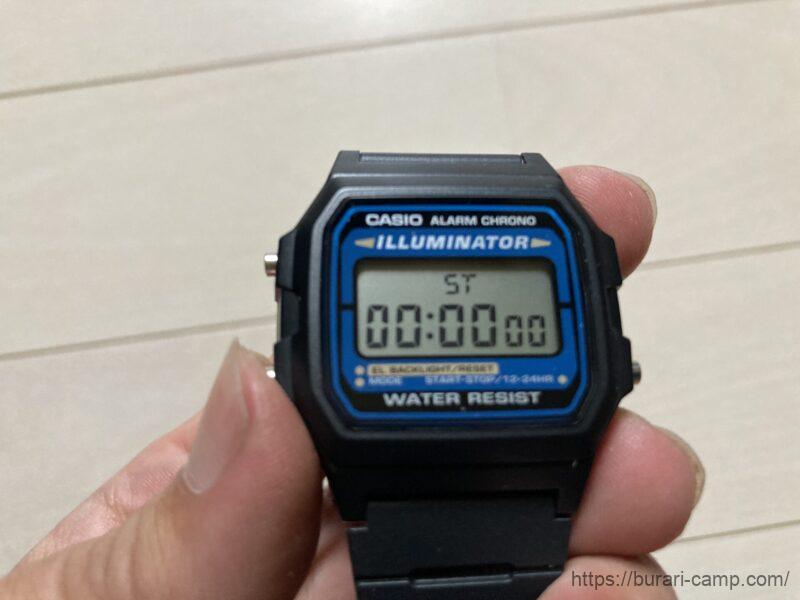 CASIO ALARM CHRONO
ILLUMINATOR
ST
00:00 00
EL BACKLIGHT/RESET
MODE START·STOP/12·24HR
WATER RESIST
https://burari-camp.com/